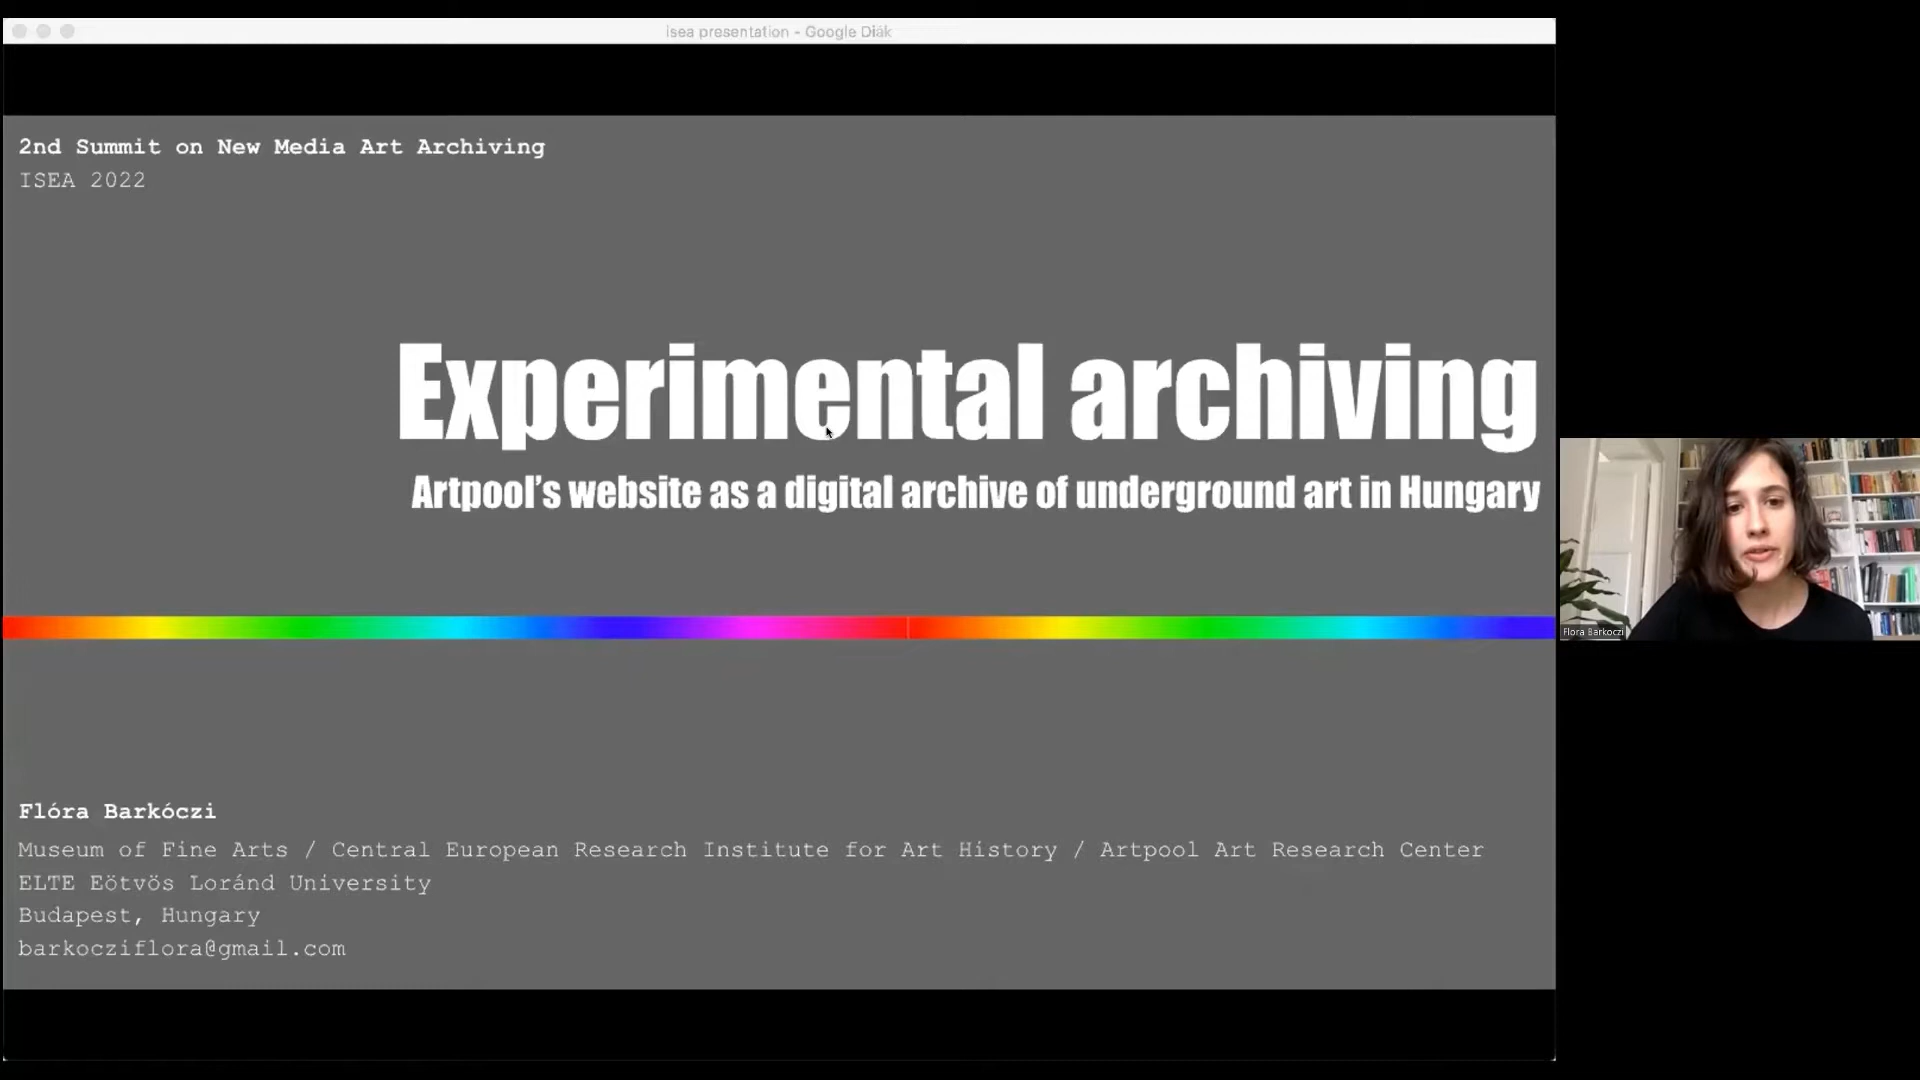 isea presentation - Google Diák
2nd Summit on New Media Art Archiving
ISEA 2022
Experimental archiving
Artpool’s website as a digital archive of underground art in Hungary
Flóra Barkóczi
Museum of Fine Arts / Central European Research Institute for Art History / Artpool Art Research Center
ELTE Eötvös Loránd University
Budapest, Hungary
barkocziflora@gmail.com
Flora Barkoczi